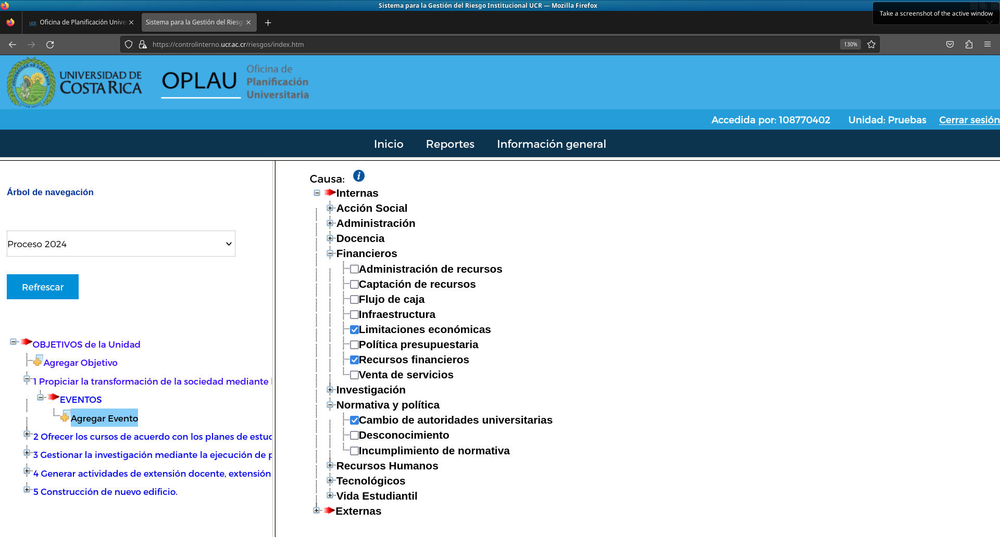 Sistema para la Gestión del Riesgo Institucional UCR — Mozilla Firefox
Take a screenshot of the active window
UCR Oficina de Planificación Unive
Sistema para la Gestión del Riesg
https://controlinterno.ucr.ac.cr/riesgos/index.htm
130%
UNIVERSIDAD DE
COSTA RICA
OPLAU
Oficina de
Planificación
Universitaria
Accedida por: 108770402 Unidad: Pruebas Cerrar sesión
Inicio Reportes Información general
Árbol de navegación
Proceso 2024
Refrescar
OBJETIVOS de la Unidad
Agregar Objetivo
1 Propiciar la transformación de la sociedad mediante
EVENTOS
Agregar Evento
2 Ofrecer los cursos de acuerdo con los planes de estud
3 Gestionar la investigación mediante la ejecución de p
4 Generar actividades de extensión docente, extensión
5 Construcción de nuevo edificio.
Causa:
Internas
Acción Social
Administración
Docencia
Financieros
Administración de recursos
Captación de recursos
Flujo de caja
Infraestructura
Limitaciones económicas
Política presupuestaria
Recursos financieros
Venta de servicios
Investigación
Normativa y política
Cambio de autoridades universitarias
Desconocimiento
Incumplimiento de normativa
Recursos Humanos
Tecnológicos
Vida Estudiantil
Externas